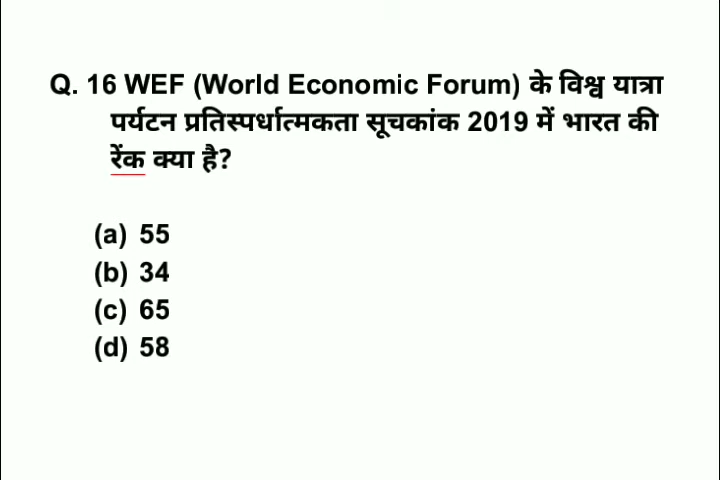 Q. 16 WEF (World Economic Forum) के विश्व यात्रा
पर्यटन प्रतिस्पर्धात्मकता सूचकांक 2019 में भारत की
रेंक क्या है?
(a) 55
(b) 34
(c) 65
(d) 58